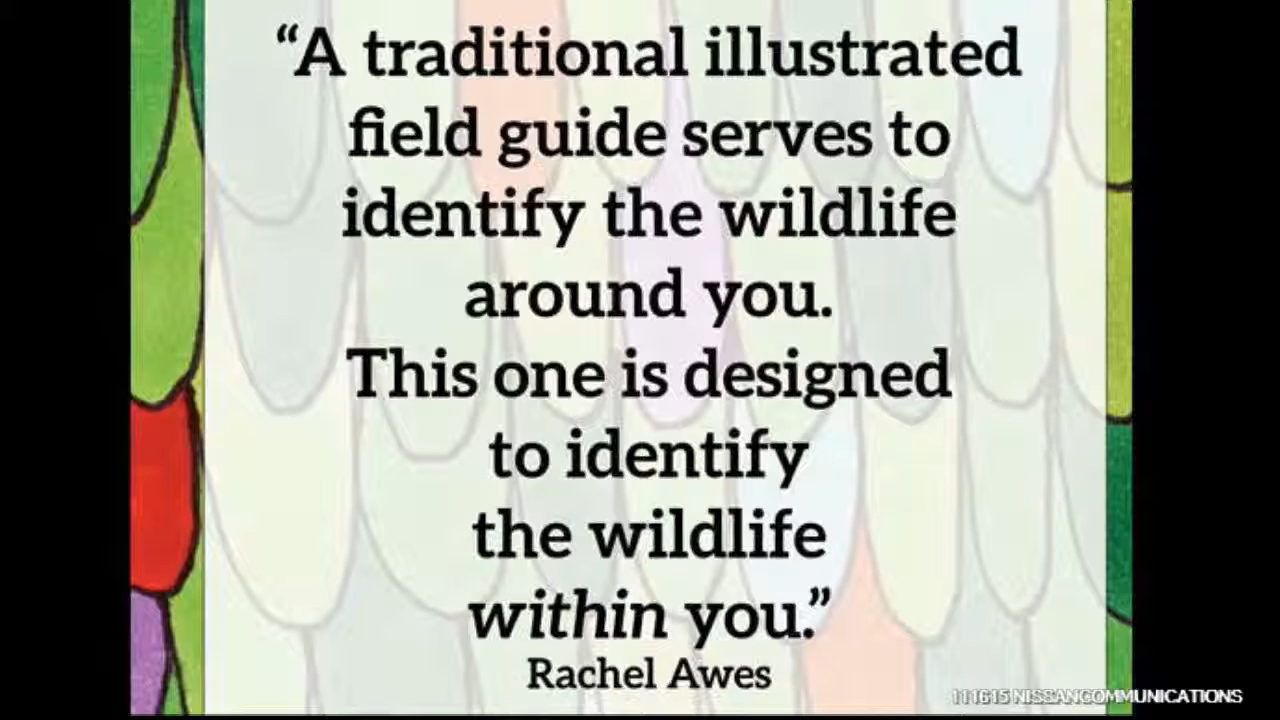 “A traditional illustrated
field guide serves to
identify the wildlife
around you.
This one is designed
to identify
the wildlife
within you.”
Rachel Awes
111615 NISSANCOMMUNICATIONS